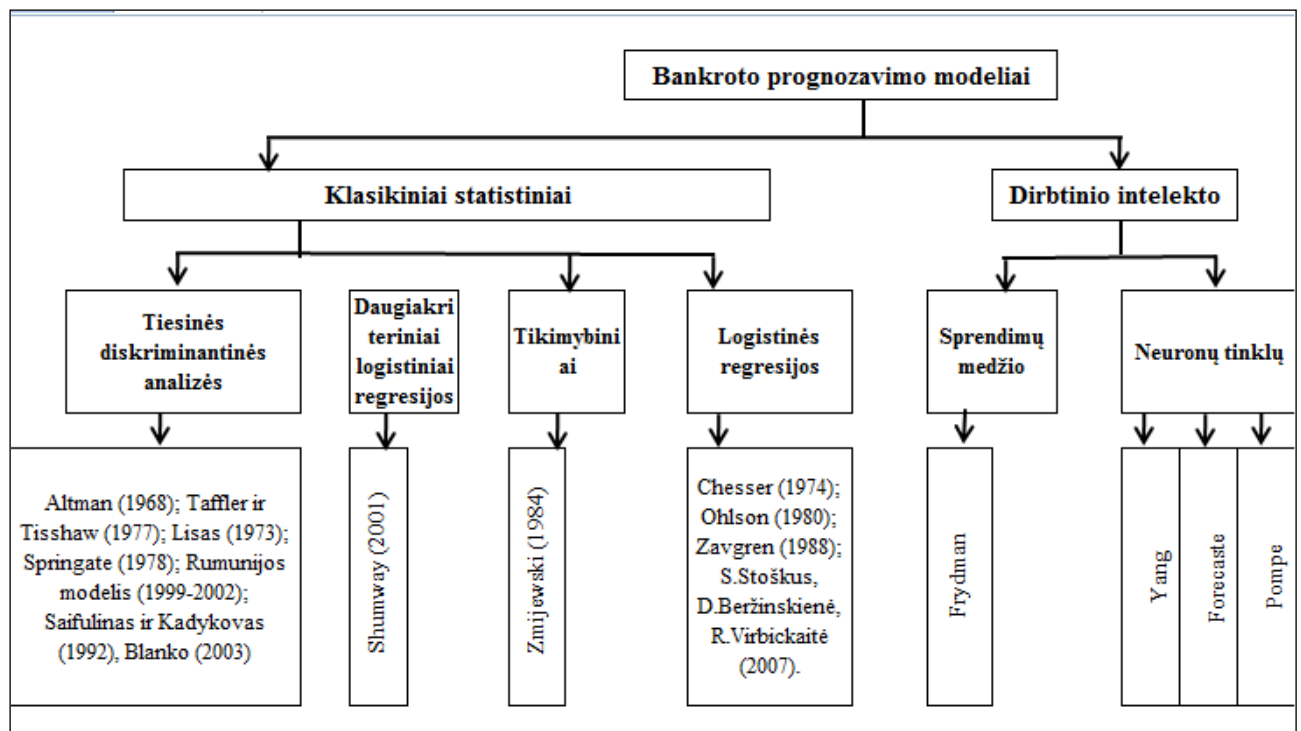 Bankroto prognozavimo modeliai
Klasikiniai statistiniai
Dirbtinio intelekto
Tiesinės
diskriminantinės
analizės
Daugiakri
teriniai
logistiniai
regresijos
Tikimybini
ai
Logistinės
regresijos
Sprendimų
medžio
Neuronų tinklų
Altman (1968); Taffler ir
Tisshaw (1977); Lisas (1973);
Springate (1978); Rumunijos
modelis (1999-2002);
Saifulinas ir Kadykovas
(1992), Blanko (2003)
Shumway (2001)
Zmijewski (1984)
Chesser (1974);
Ohlson (1980);
Zavgren (1988);
S.Stoškus,
D.Beržinskienė,
R.Virbickaitė
(2007).
Frydman
Yang
Forecaste
Pompe